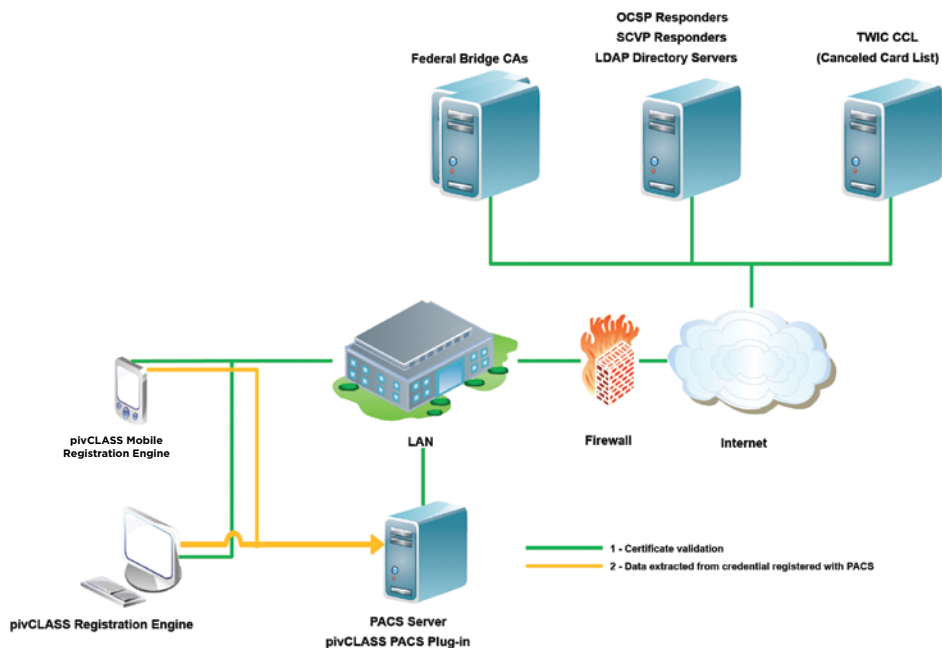 OCSP Responders
SCVP Responders
LDAP Directory Servers
TWIC CCL
(Canceled Card List)
Federal Bridge CAs
pivCLASS Mobile
Registration Engine
LAN
Firewall
Internet
1 - Certificate validation
2 - Data extracted from credential registered with PACS
pivCLASS Registration Engine
PACS Server
pivCLASS PACS Plug-in